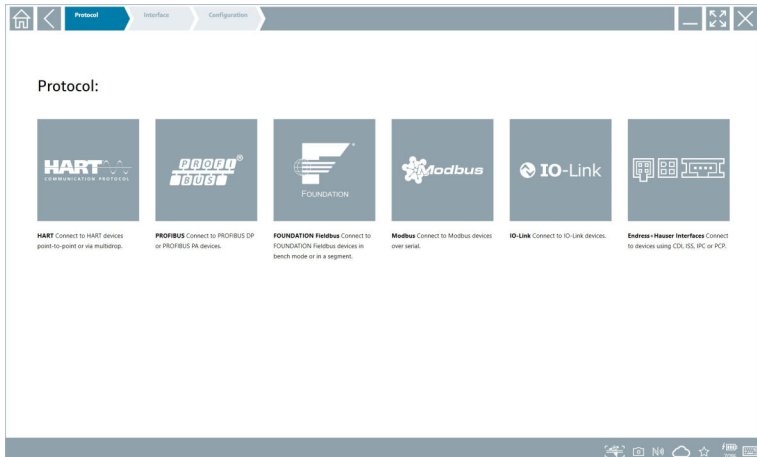 Protocol
Interface
Configuration
Protocol:
HART
COMMUNICATION PROTOCOL
PROFI
BUS
®
FOUNDATION
Modbus
IO-Link
HART Connect to HART devices
point-to-point or via multidrop.
PROFIBUS Connect to PROFIBUS DP
or PROFIBUS PA devices.
FOUNDATION Fieldbus Connect to
FOUNDATION Fieldbus devices in
bench mode or in a segment.
Modbus Connect to Modbus devices
over serial.
IO-Link Connect to IO-Link devices.
Endress+Hauser Interfaces Connect
to devices using CDI, ISS, IPC or PCP.